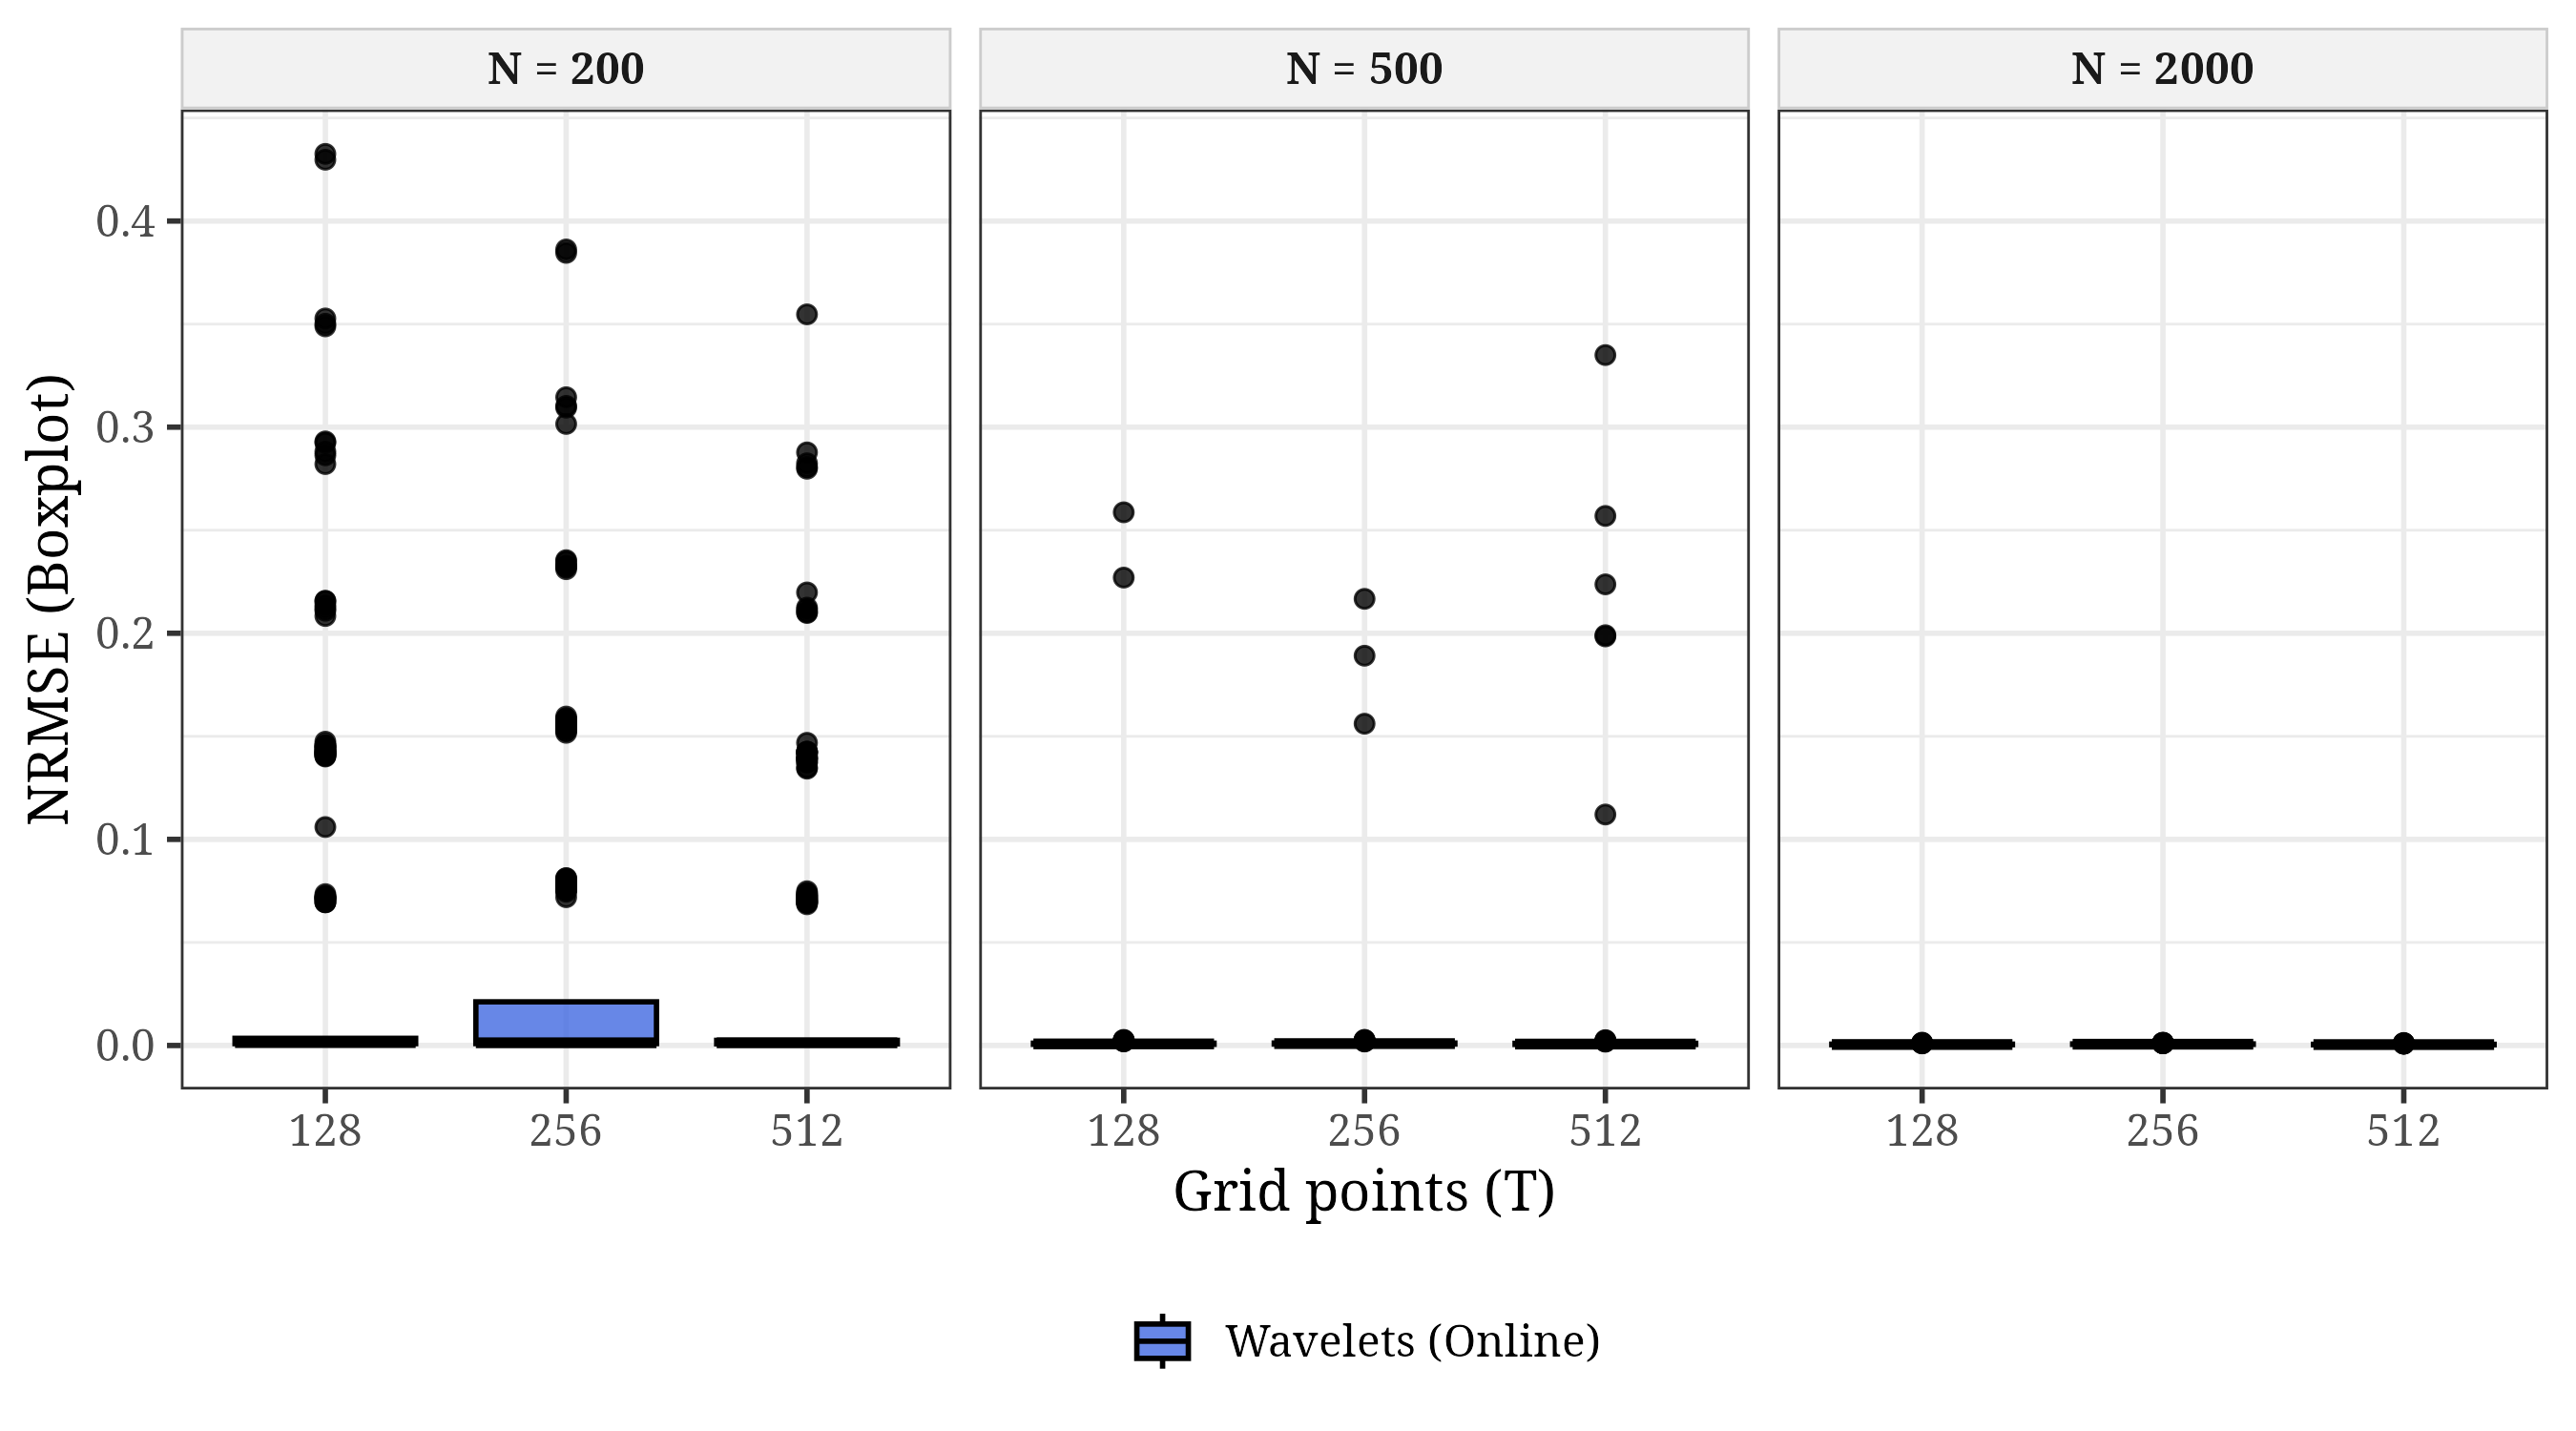 N = 200
N = 500
N = 2000
NRMSE (Boxplot)
0.4
0.3
0.2
0.1
0.0
128 256 512
128 256 512
128 256 512
Grid points (T)
Wavelets (Online)